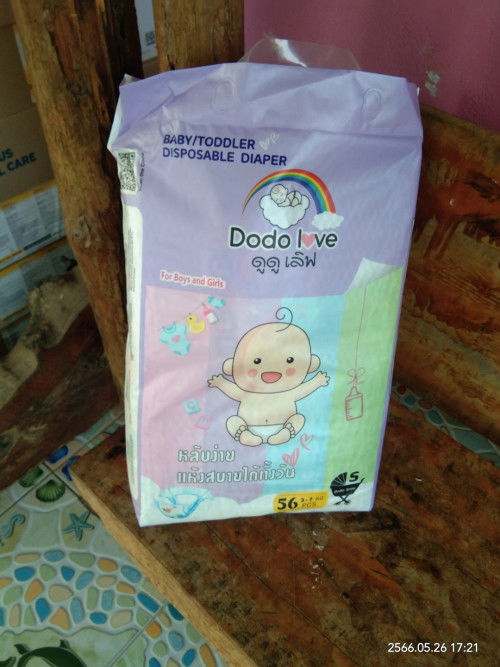 BABY/TODDLER
DISPOSABLE DIAPER
Dodo love
ดูดู เลิฟ
For Boys and Girls
หลับง่าย
แห้งสบายได้ทั้งวัน
56 PCS
S
CARE
2566.05.26 17:21